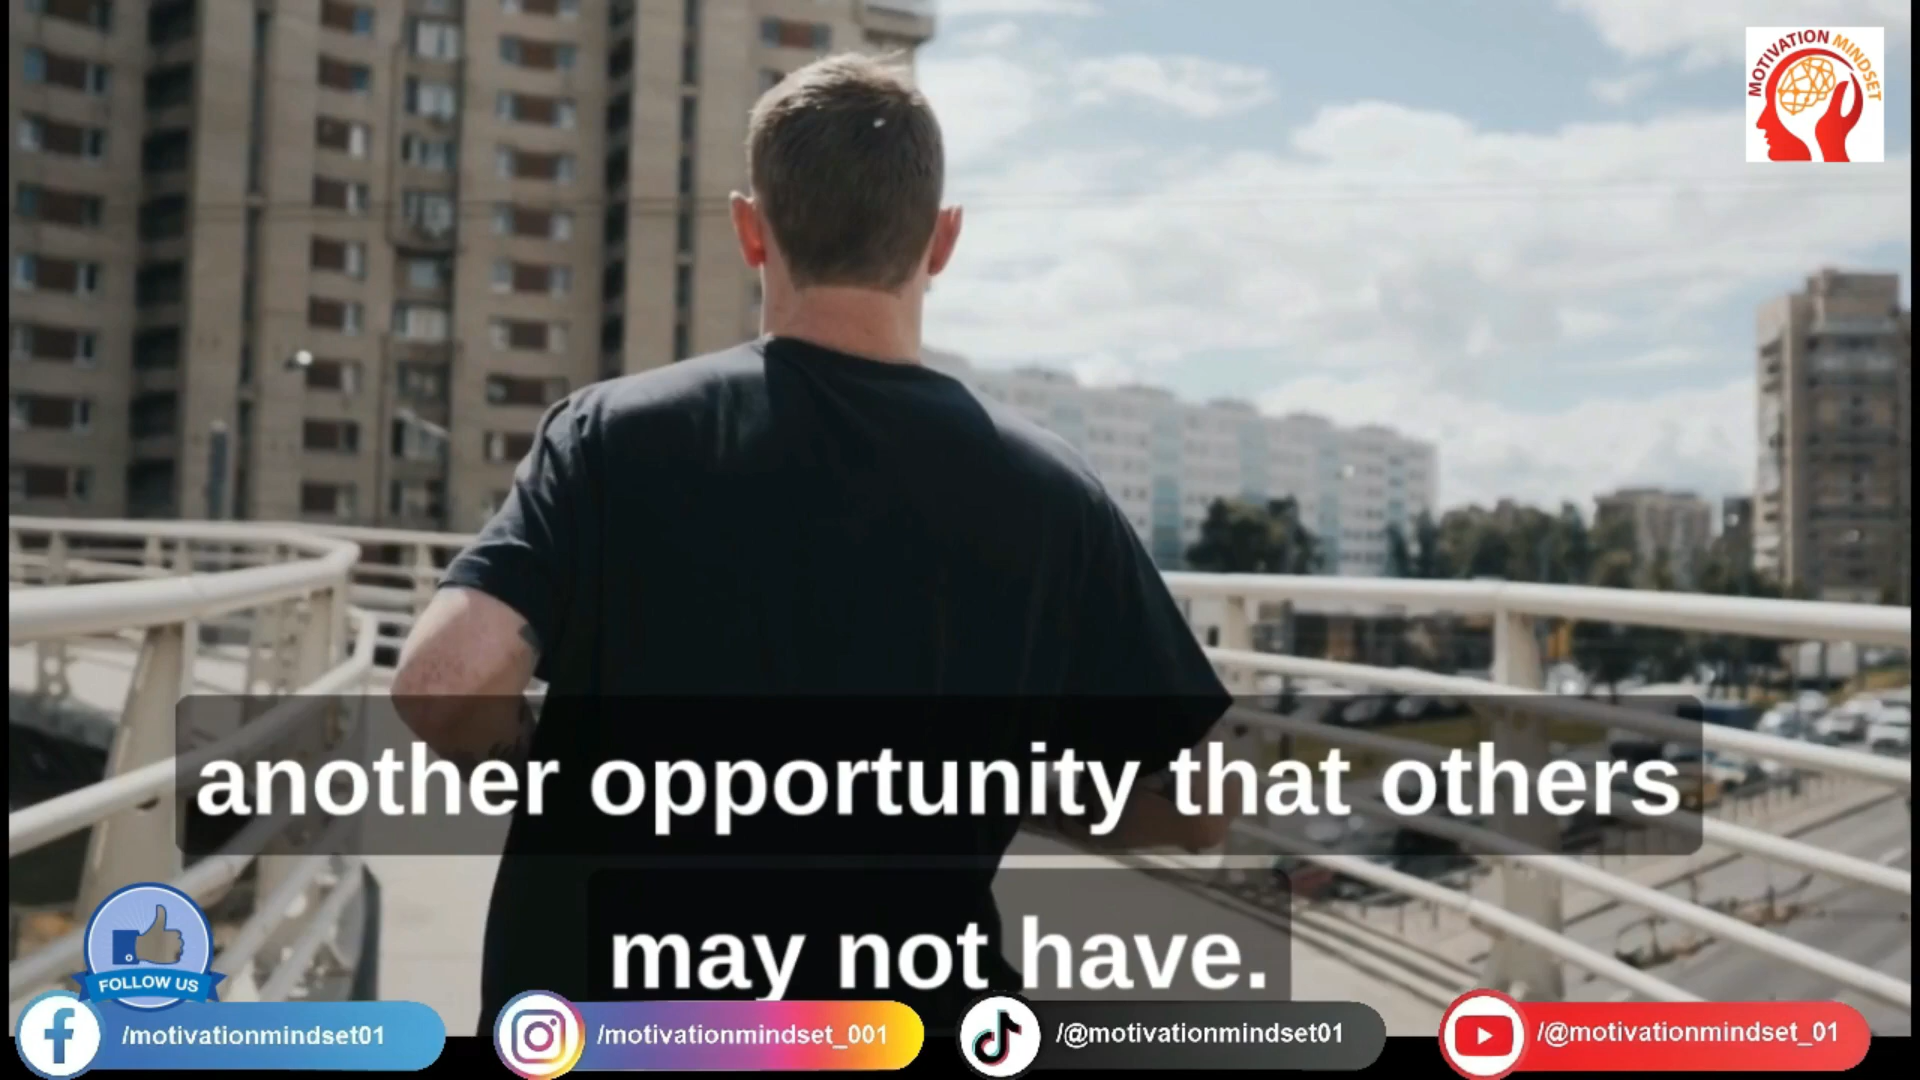 MOTIVATION MINDSET
another opportunity that others
may not have.
FOLLOW US
/motivationmindset01
/motivationmindset_001
/@motivationmindset01
/@motivationmindset_01